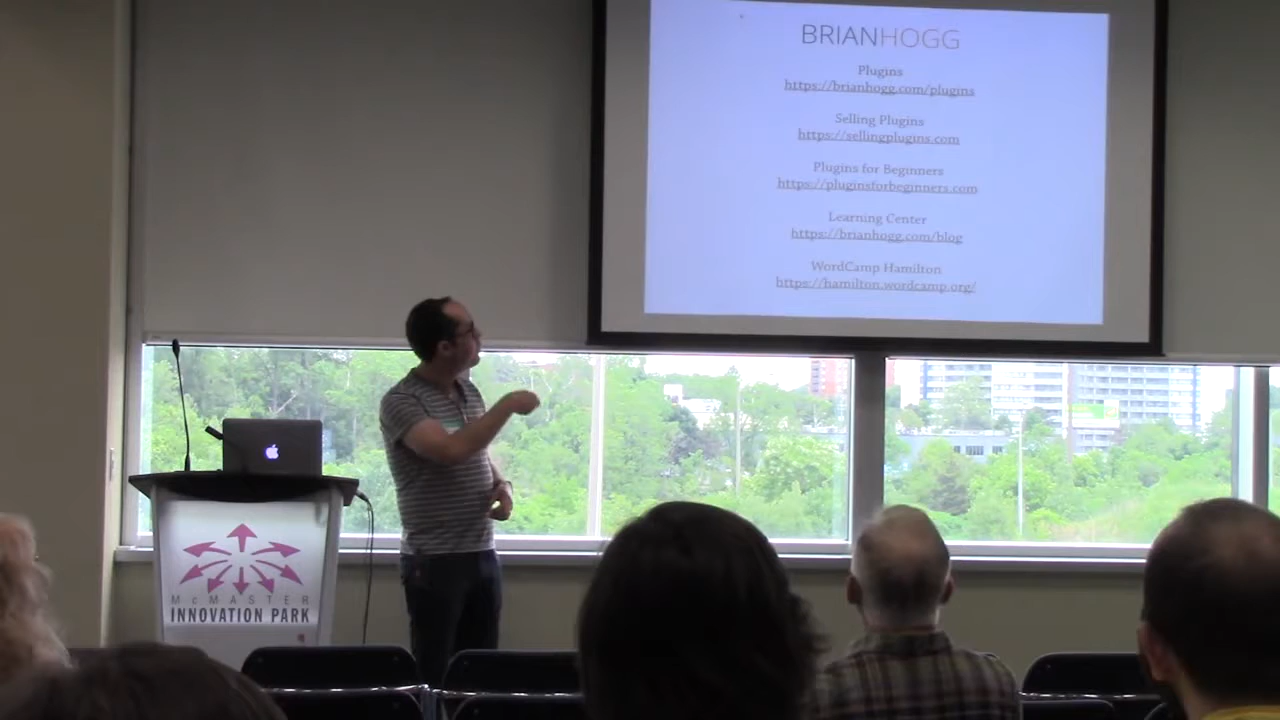 BRIANHOGG
Plugins
https://brianhogg.com/plugins
Selling Plugins
https://sellingplugins.com
Plugins for Beginners
https://pluginsforbeginners.com
Learning Center
https://brianhogg.com/blog
WordCamp Hamilton
https://hamilton.wordcamp.org/
McMASTER
INNOVATION PARK